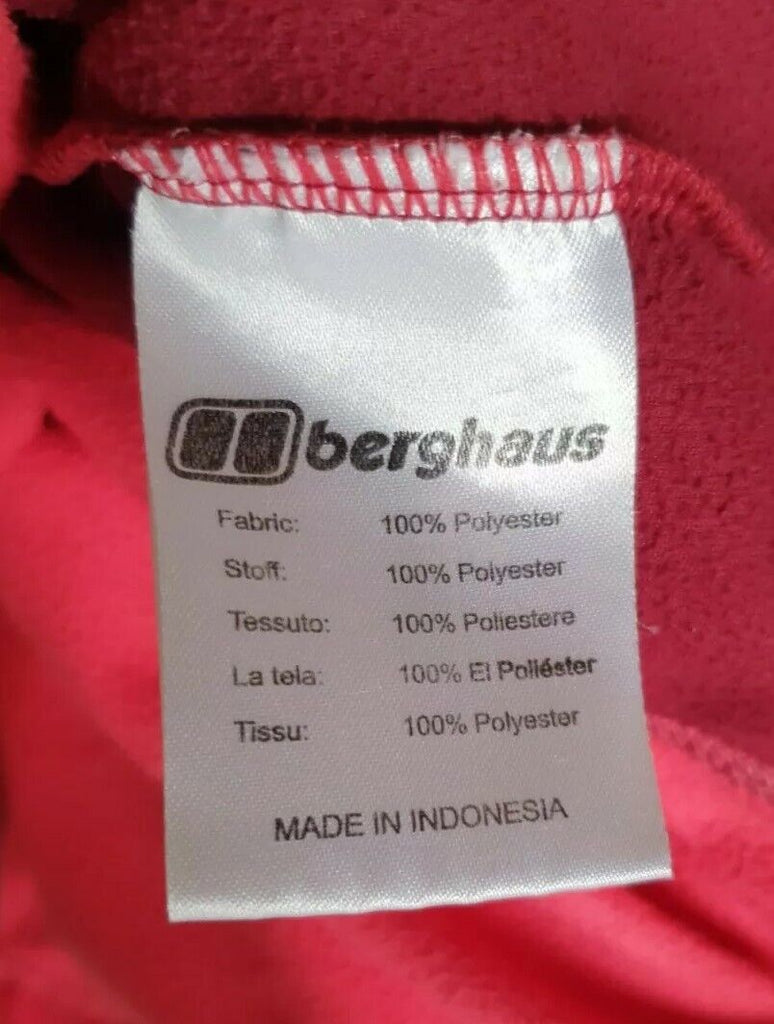 berghaus
Fabric: 100% Polyester
Stoff: 100% Polyester
Tessuto: 100% Poliestere
La tela: 100% El Poliéster
Tissu: 100% Polyester
MADE IN INDONESIA